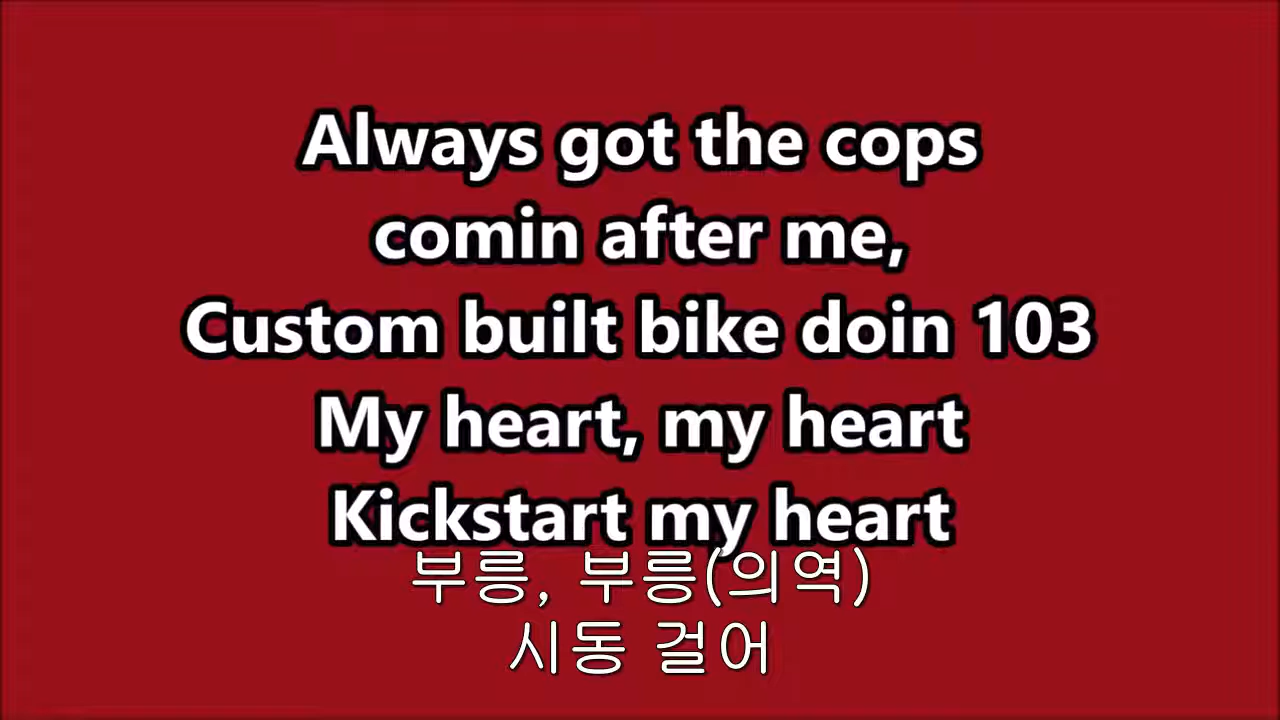 Always got the cops
comin after me,
Custom built bike doin 103
My heart, my heart
Kickstart my heart
부릉, 부릉(의역)
시동 걸어